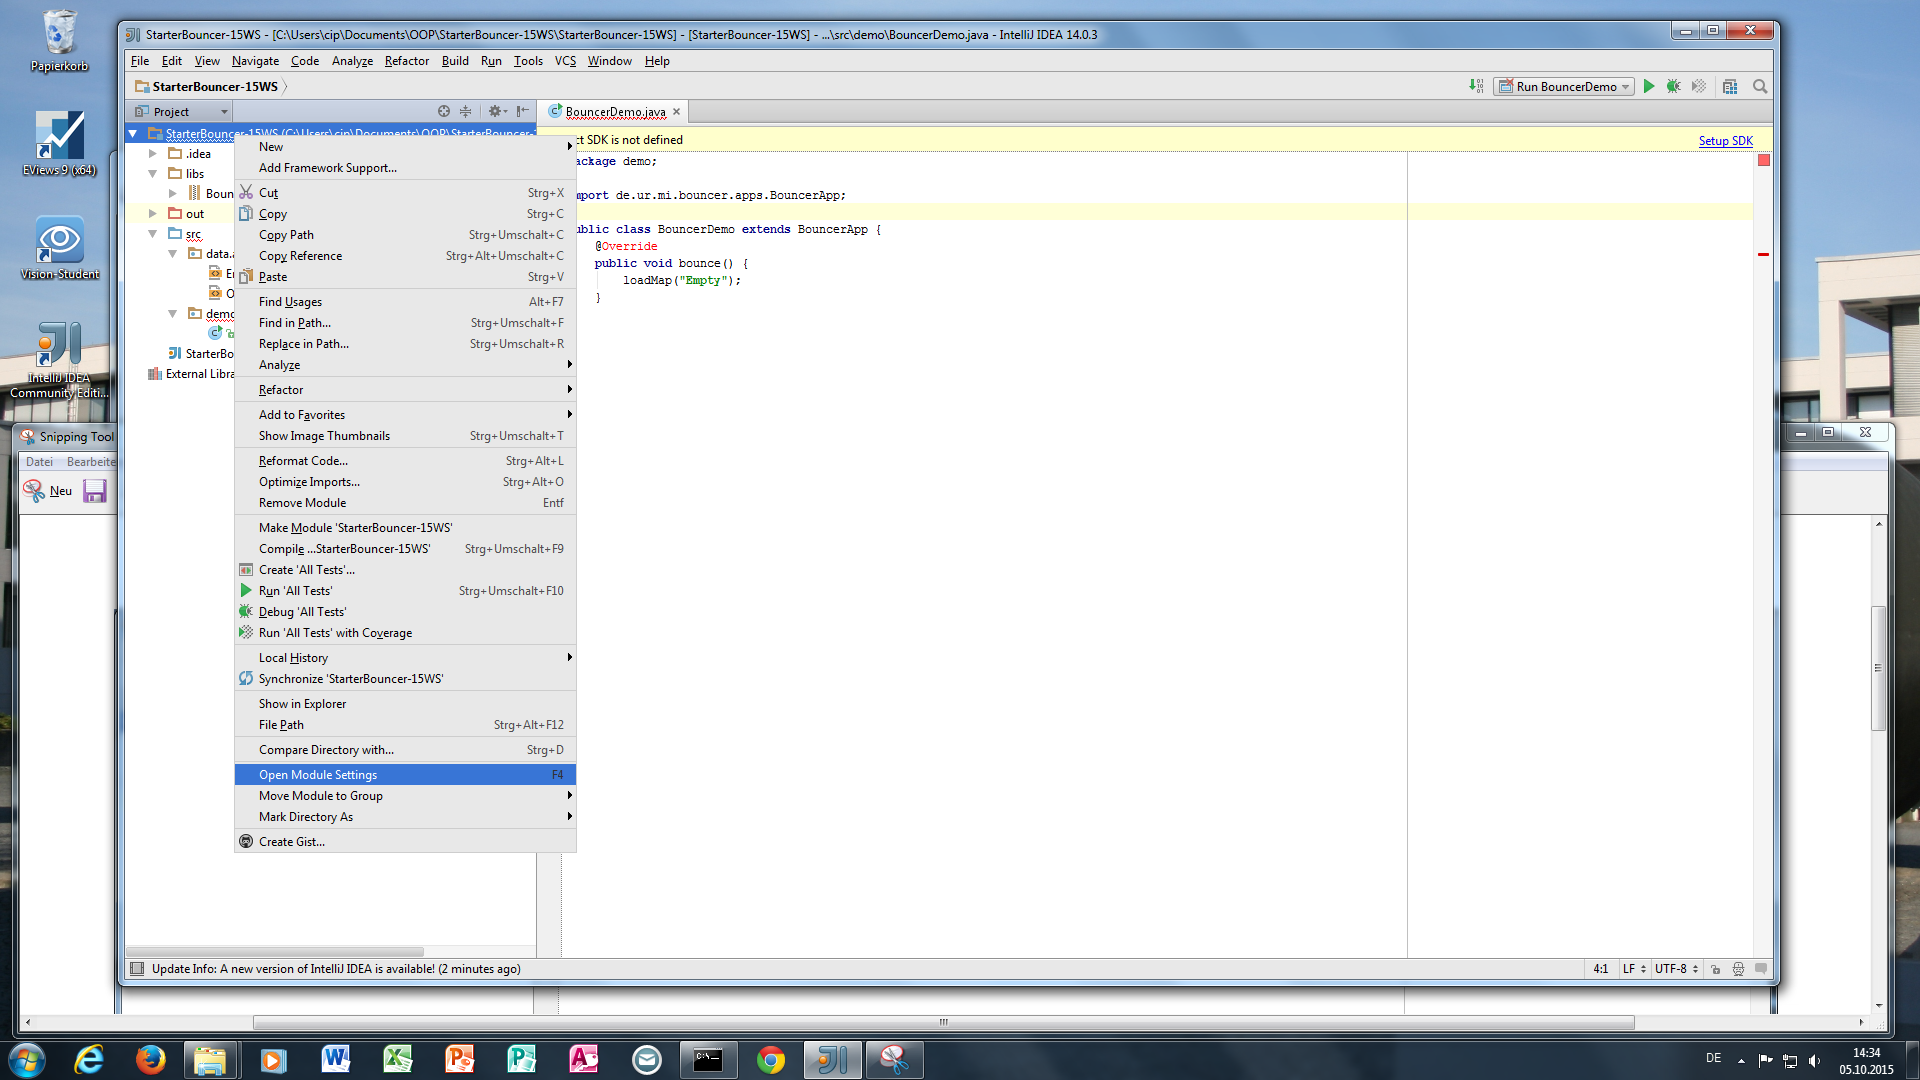 Papierkorb
EViews 9 (x64)
Vision-Student
IntelliJ IDEA
Community Editi...
StarterBouncer-15WS - [C:\Users\cip\Documents\OOP\StarterBouncer-15WS\StarterBouncer-15WS] - [StarterBouncer-15WS] - ...\src\demo\BouncerDemo.java - IntelliJ IDEA 14.0.3
File Edit View Navigate Code Analyze Refactor Build Run Tools VCS Window Help
StarterBouncer-15WS
Run BouncerDemo
Project
BouncerDemo.java
StarterBouncer-15WS (C:\Users\cip\Documents\OOP\StarterBouncer-1
.idea
libs
Boun
out
src
data.
E
O
demo
StarterBo
External Libra
ct SDK is not defined
Setup SDK
ackage demo;
mport de.ur.mi.bouncer.apps.BouncerApp;
ublic class BouncerDemo extends BouncerApp {
@Override
public void bounce() {
loadMap("Empty");
}
New
Add Framework Support...
Cut Strg+X
Copy Strg+C
Copy Path Strg+Umschalt+C
Copy Reference Strg+Alt+Umschalt+C
Paste Strg+V
Find Usages Alt+F7
Find in Path... Strg+Umschalt+F
Replace in Path... Strg+Umschalt+R
Analyze
Refactor
Add to Favorites
Show Image Thumbnails Strg+Umschalt+T
Reformat Code... Strg+Alt+L
Optimize Imports... Strg+Alt+O
Remove Module Entf
Make Module 'StarterBouncer-15WS'
Compile ...StarterBouncer-15WS' Strg+Umschalt+F9
Create 'All Tests'...
Run 'All Tests' Strg+Umschalt+F10
Debug 'All Tests'
Run 'All Tests' with Coverage
Local History
Synchronize 'StarterBouncer-15WS'
Show in Explorer
File Path Strg+Alt+F12
Compare Directory with... Strg+D
Open Module Settings F4
Move Module to Group
Mark Directory As
Create Gist...
Snipping Tool
Datei Bearbeite
Neu
Update Info: A new version of IntelliJ IDEA is available! (2 minutes ago)
4:1 LF UTF-8
DE
14:34
05.10.2015